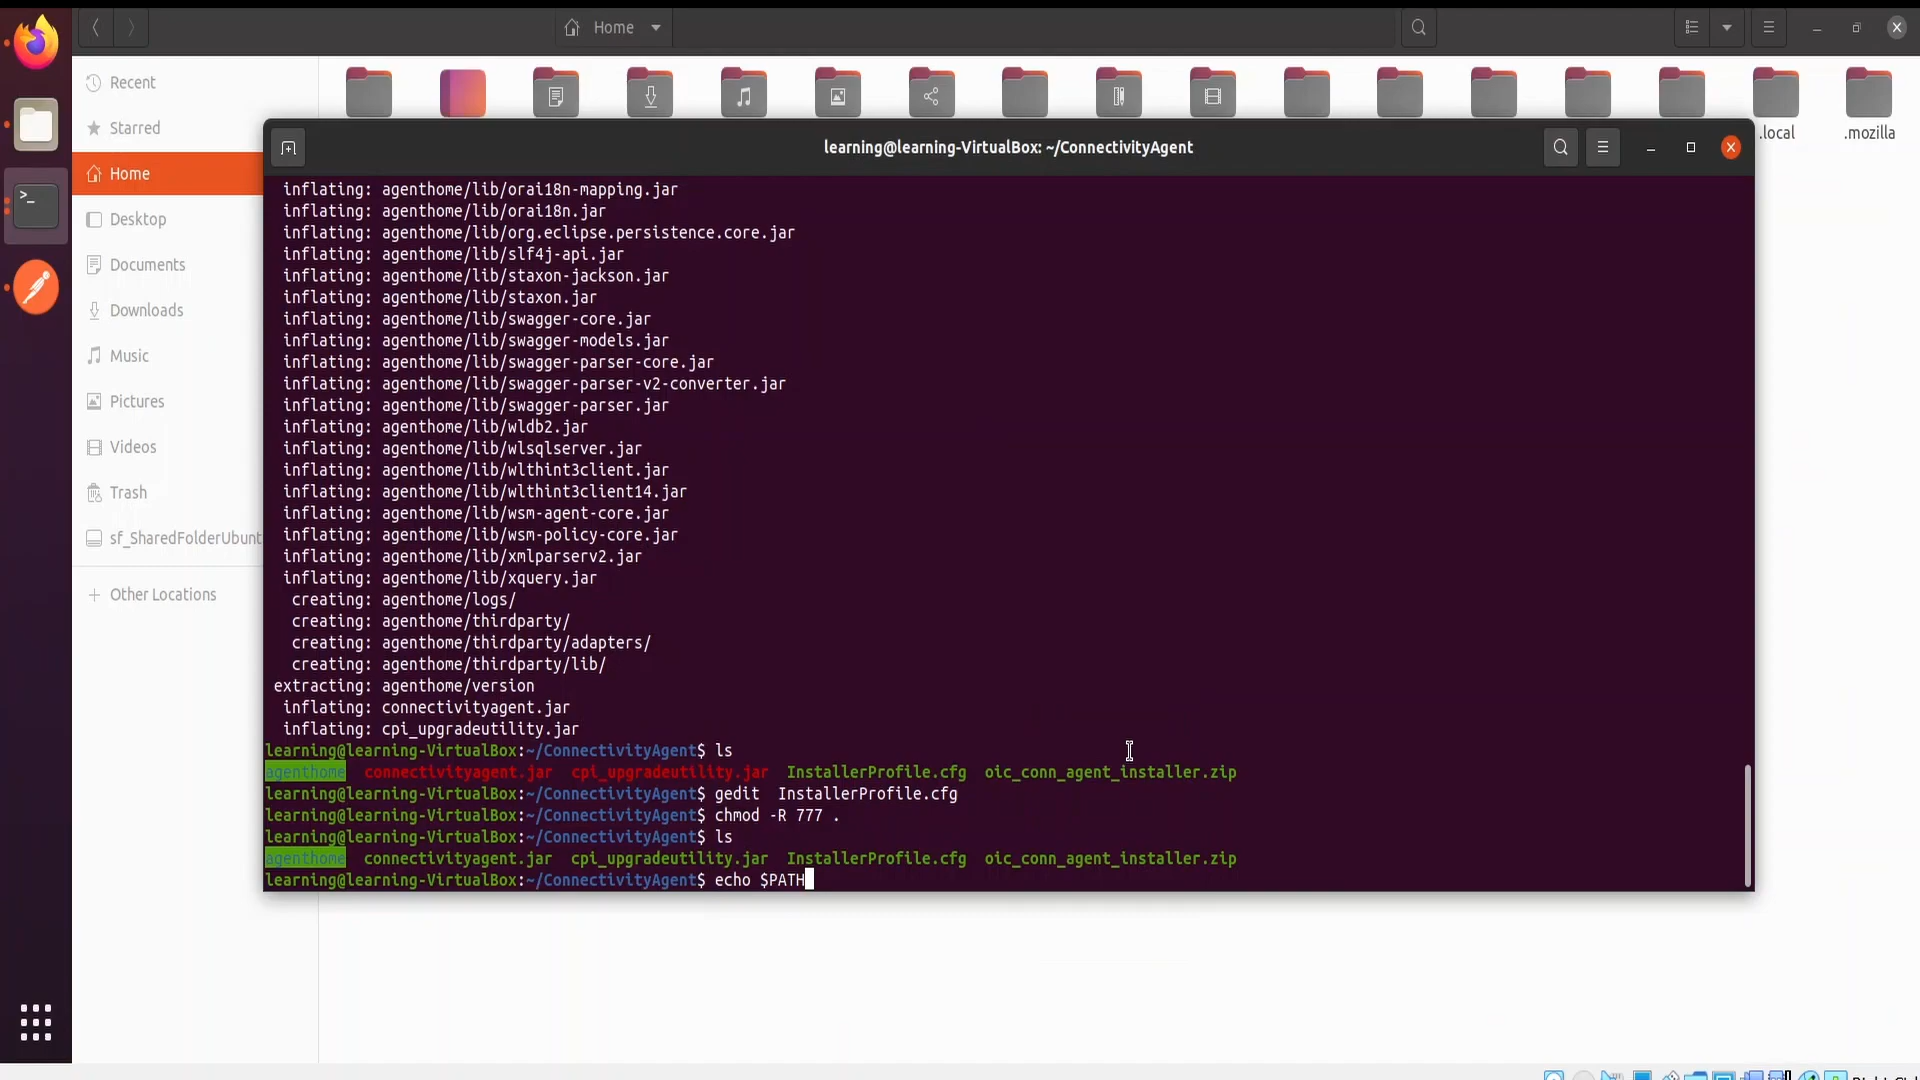 Home
.local
.mozilla
Recent
Starred
Home
Desktop
Documents
Downloads
Music
Pictures
Videos
Trash
sf_SharedFolderUbunt
Other Locations
learning@learning-VirtualBox: ~/ConnectivityAgent
inflating: agenthome/lib/orai18n-mapping.jar
inflating: agenthome/lib/orai18n.jar
inflating: agenthome/lib/org.eclipse.persistence.core.jar
inflating: agenthome/lib/slf4j-api.jar
inflating: agenthome/lib/staxon-jackson.jar
inflating: agenthome/lib/staxon.jar
inflating: agenthome/lib/swagger-core.jar
inflating: agenthome/lib/swagger-models.jar
inflating: agenthome/lib/swagger-parser-core.jar
inflating: agenthome/lib/swagger-parser-v2-converter.jar
inflating: agenthome/lib/swagger-parser.jar
inflating: agenthome/lib/wldb2.jar
inflating: agenthome/lib/wlsqlserver.jar
inflating: agenthome/lib/wlthint3client.jar
inflating: agenthome/lib/wlthint3client14.jar
inflating: agenthome/lib/wsm-agent-core.jar
inflating: agenthome/lib/wsm-policy-core.jar
inflating: agenthome/lib/xmlparserv2.jar
inflating: agenthome/lib/xquery.jar
creating: agenthome/logs/
creating: agenthome/thirdparty/
creating: agenthome/thirdparty/adapters/
creating: agenthome/thirdparty/lib/
extracting: agenthome/version
inflating: connectivityagent.jar
inflating: cpi_upgradeutility.jar
learning@learning-VirtualBox:~/ConnectivityAgent$ ls
agenthome connectivityagent.jar cpi_upgradeutility.jar InstallerProfile.cfg oic_conn_agent_installer.zip
learning@learning-VirtualBox:~/ConnectivityAgent$ gedit InstallerProfile.cfg
learning@learning-VirtualBox:~/ConnectivityAgent$ chmod -R 777 .
learning@learning-VirtualBox:~/ConnectivityAgent$ ls
agenthome connectivityagent.jar cpi_upgradeutility.jar InstallerProfile.cfg oic_conn_agent_installer.zip
learning@learning-VirtualBox:~/ConnectivityAgent$ echo $PATH